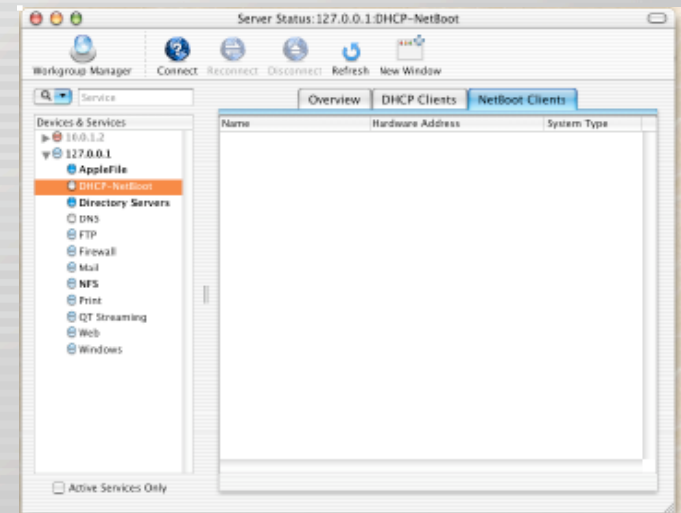 Server Status:127.0.0.1:DHCP-NetBoot
Workgroup Manager Connect Reconnect Disconnect Refresh New Window
Service
Overview DHCP Clients NetBoot Clients
Devices & Services
Name Hardware Address System Type
10.0.1.2
127.0.0.1
AppleFile
DHCP-NetBoot
Directory Servers
DNS
FTP
Firewall
Mail
NFS
Print
QT Streaming
Web
Windows
Active Services Only